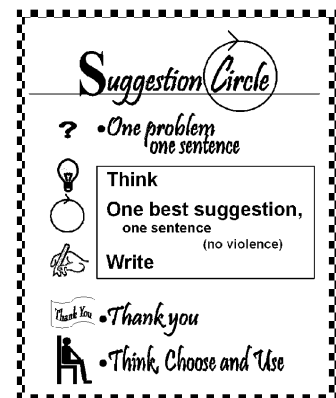 Suggestion Circle
? •One problem
one sentence
Think
One best suggestion,
one sentence
(no violence)
Write
Thank You •Thank you
•Think, Choose and Use